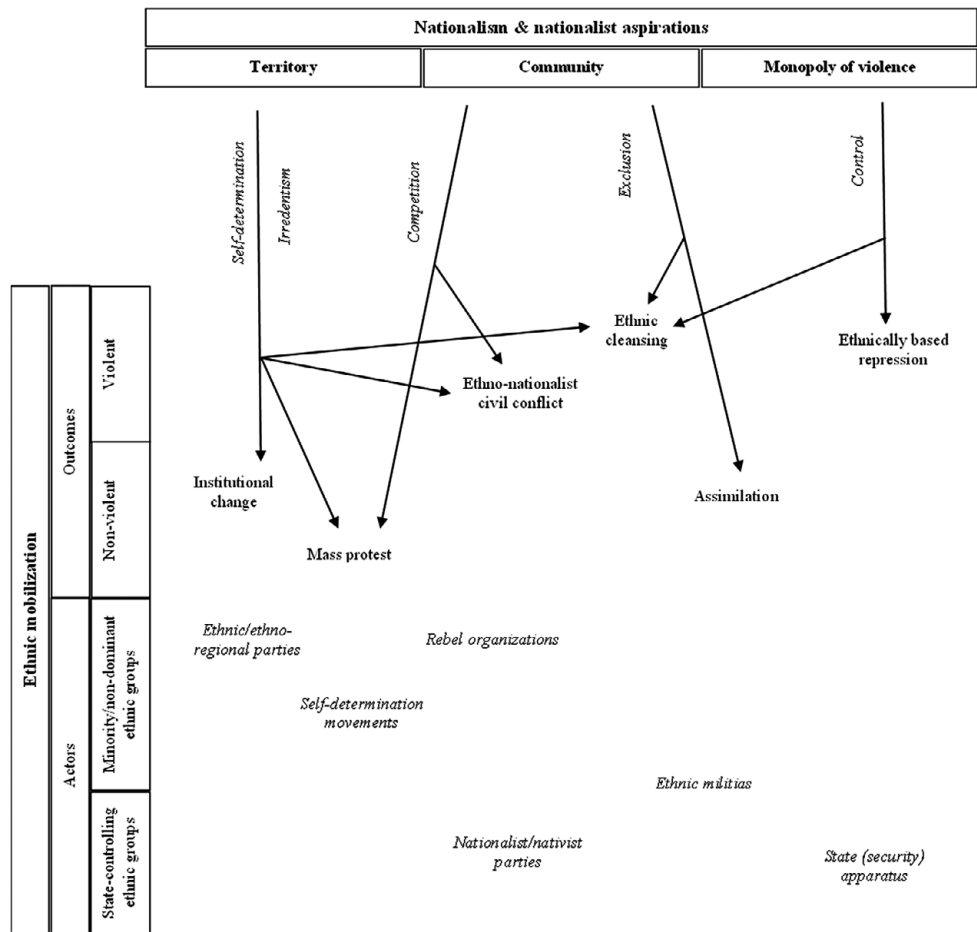 Nationalism & nationalist aspirations
Territory
Community
Monopoly of violence
Self-determination
Irredentism
Competition
Exclusion
Control
Ethnic mobilization
Outcomes
Violent
Non-violent
Ethnic
cleansing
Ethnically based
repression
Ethno-nationalist
civil conflict
Institutional
change
Assimilation
Mass protest
Actors
Minority/non-dominant
ethnic groups
State-controlling
ethnic groups
Ethnic/ethno-
regional parties
Rebel organizations
Self-determination
movements
Ethnic militias
Nationalist/nativist
parties
State (security)
apparatus